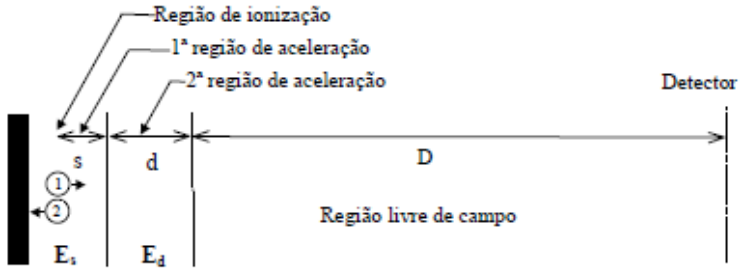 Região de ionização
1ª região de aceleração
2ª região de aceleração
Detector
s
d
D
1
2
Região livre de campo
Es
Ed